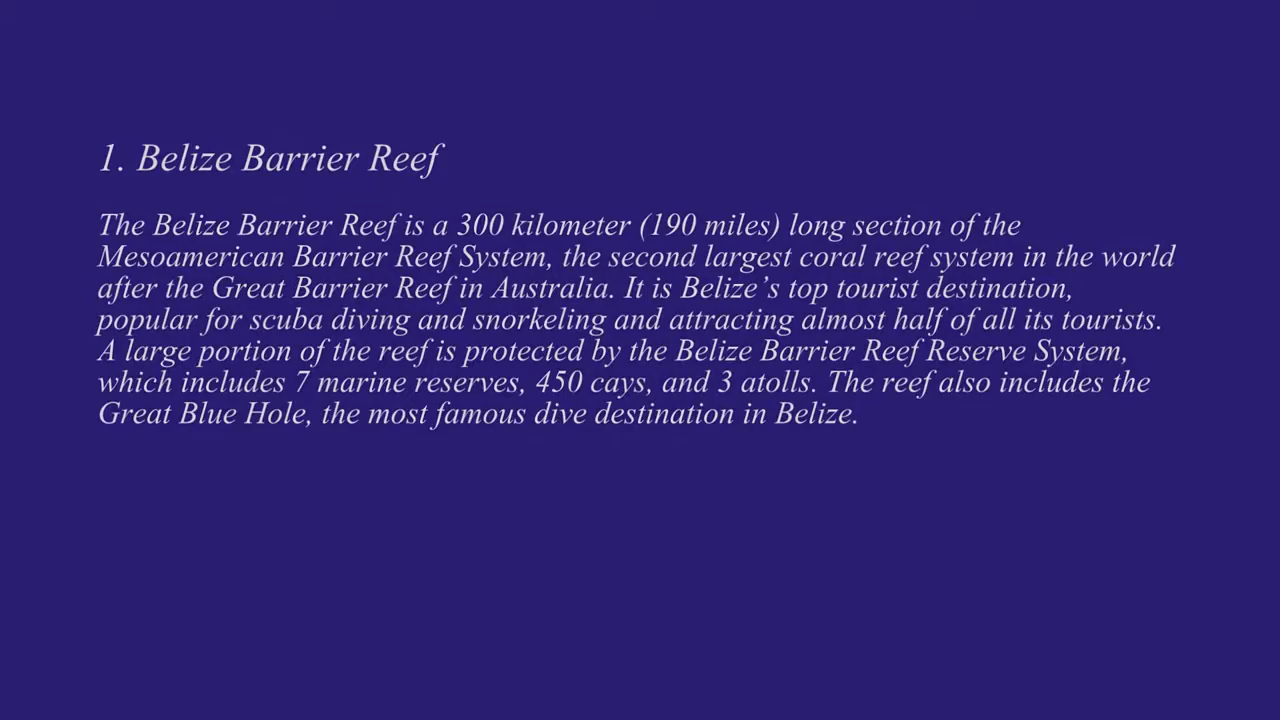 1. Belize Barrier Reef
The Belize Barrier Reef is a 300 kilometer (190 miles) long section of the
Mesoamerican Barrier Reef System, the second largest coral reef system in the world
after the Great Barrier Reef in Australia. It is Belize’s top tourist destination,
popular for scuba diving and snorkeling and attracting almost half of all its tourists.
A large portion of the reef is protected by the Belize Barrier Reef Reserve System,
which includes 7 marine reserves, 450 cays, and 3 atolls. The reef also includes the
Great Blue Hole, the most famous dive destination in Belize.